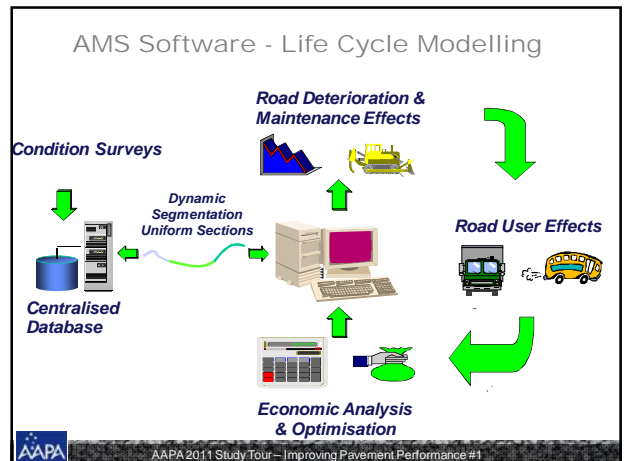 AMS Software - Life Cycle Modelling
Road Deterioration &
Maintenance Effects
Condition Surveys
Dynamic
Segmentation
Uniform Sections
Road User Effects
Centralised
Database
Economic Analysis
& Optimisation
AAPA
AAPA 2011 Study Tour – Improving Pavement Performance #1